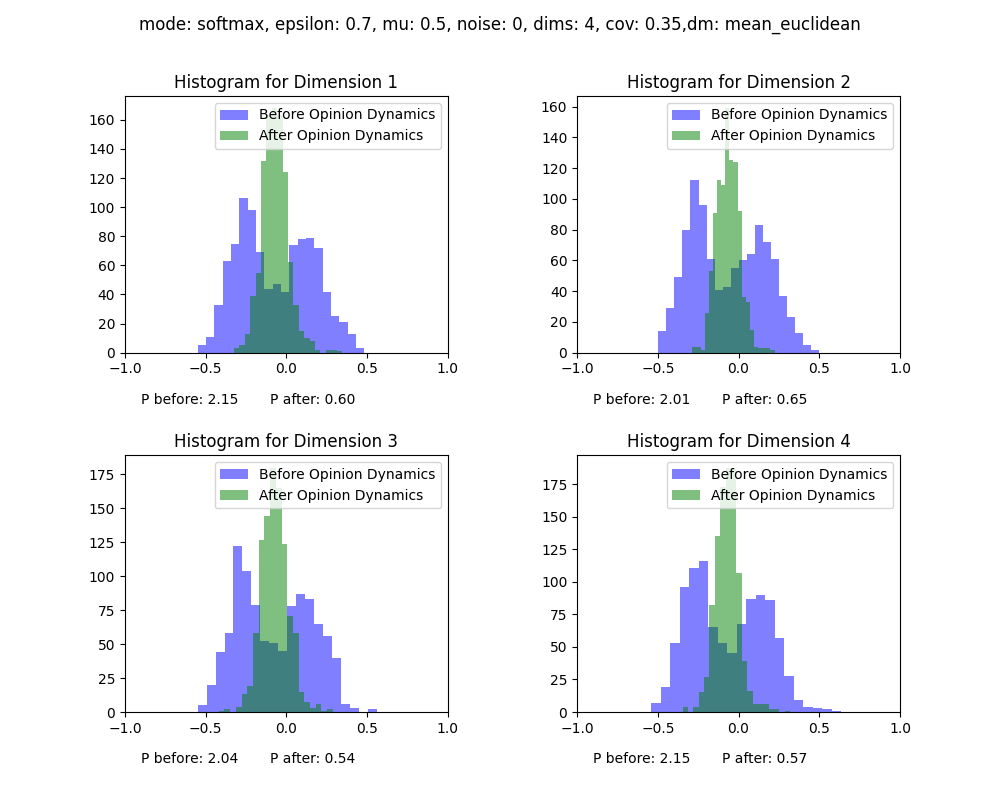 mode: softmax, epsilon: 0.7, mu: 0.5, noise: 0, dims: 4, cov: 0.35,dm: mean_euclidean
Histogram for Dimension 1
Before Opinion Dynamics
After Opinion Dynamics
160
140
120
100
80
60
40
20
0
−1.0 −0.5 0.0 0.5 1.0
P before: 2.15 P after: 0.60
Histogram for Dimension 2
Before Opinion Dynamics
After Opinion Dynamics
160
140
120
100
80
60
40
20
0
−1.0 −0.5 0.0 0.5 1.0
P before: 2.01 P after: 0.65
Histogram for Dimension 3
Before Opinion Dynamics
After Opinion Dynamics
175
150
125
100
75
50
25
0
−1.0 −0.5 0.0 0.5 1.0
P before: 2.04 P after: 0.54
Histogram for Dimension 4
Before Opinion Dynamics
After Opinion Dynamics
175
150
125
100
75
50
25
0
−1.0 −0.5 0.0 0.5 1.0
P before: 2.15 P after: 0.57